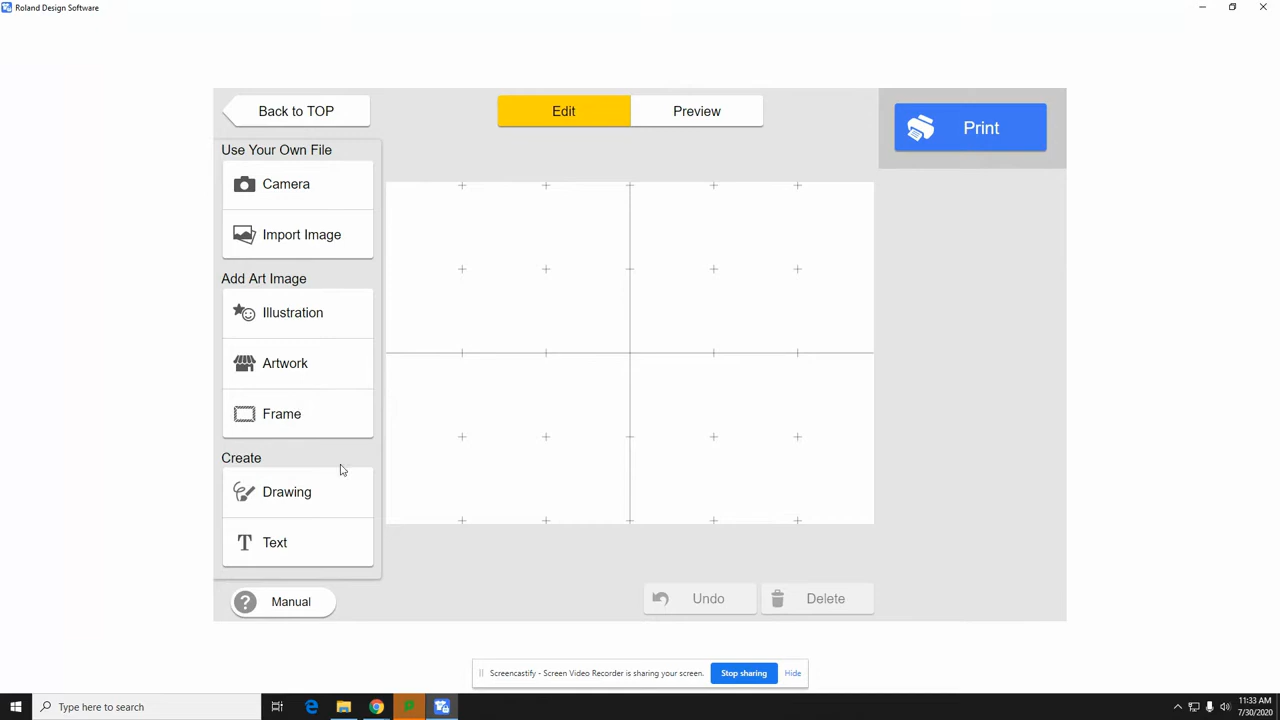 Roland Design Software
Back to TOP
Edit
Preview
Print
Use Your Own File
Camera
Import Image
Add Art Image
Illustration
Artwork
Frame
Create
Drawing
T Text
? Manual
Undo
Delete
Screencastify - Screen Video Recorder is sharing your screen.
Stop sharing
Hide
Type here to search
11:33 AM
7/30/2020